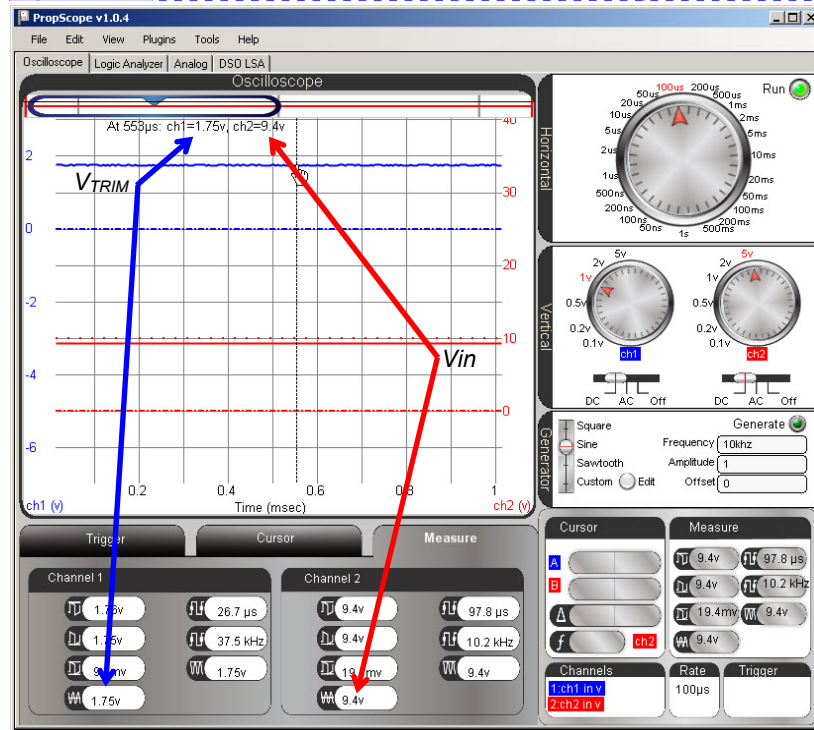 PropScope v1.0.4
File Edit View Plugins Tools Help
Oscilloscope Logic Analyzer Analog DSO LSA
Oscilloscope
At 553µs: ch1=1.75v, ch2=9.4v
40
2
VTRIM
30
0
20
-2
10
Vin
-4
0
-6
0.2 0.4 0.6 0.8 1
ch1 (v) Time (msec) ch2 (v)
Horizontal
Run
50us 100us 200us 500us
20us 1ms
10us 2ms
5us 5ms
2us 10ms
1us 20ms
500ns 50ms
200ns 100ms
100ns 50ns 1s 500ms
Vertical
2v 5v
1v
0.5v
0.2v
0.1v
ch1
DC AC Off
2v 5v
1v
0.5v
0.2v
0.1v
ch2
DC AC Off
Generator
Square
Sine
Sawtooth
Custom Edit
Generate
Frequency 10khz
Amplitude 1
Offset 0
Trigger Cursor Measure
Channel 1
26.7 µs
37.5 kHz
1.75v
1.75v
Channel 2
9.4v 97.8 µs
9.4v 10.2 kHz
9.4v
9.4v
Cursor
A
B
Δ
f ch2
Measure
9.4v 97.8 µs
9.4v 10.2 kHz
19.4mv 9.4v
9.4v
Channels
1:ch1 in v
2:ch2 in v
Rate
100µs
Trigger